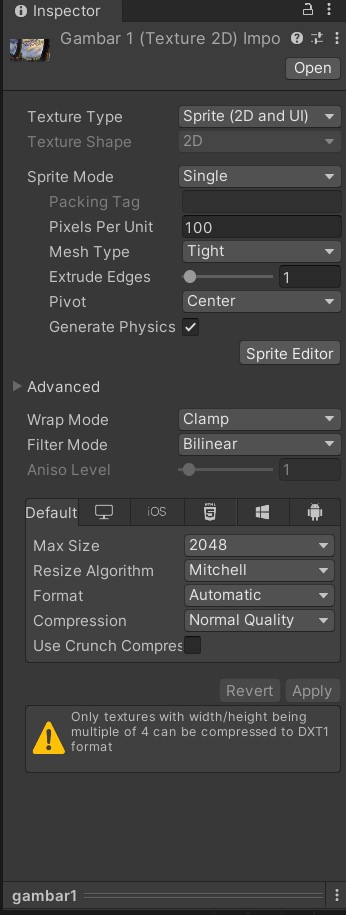 Inspector
Gambar 1 (Texture 2D) Impo
Open
Texture Type Sprite (2D and UI)
Texture Shape 2D
Sprite Mode Single
Packing Tag
Pixels Per Unit 100
Mesh Type Tight
Extrude Edges 1
Pivot Center
Generate Physics
Sprite Editor
Advanced
Wrap Mode Clamp
Filter Mode Bilinear
Aniso Level 1
Default iOS HTML
Max Size 2048
Resize Algorithm Mitchell
Format Automatic
Compression Normal Quality
Use Crunch Compres
Revert Apply
Only textures with width/height being
multiple of 4 can be compressed to DXT1
format
gambar1